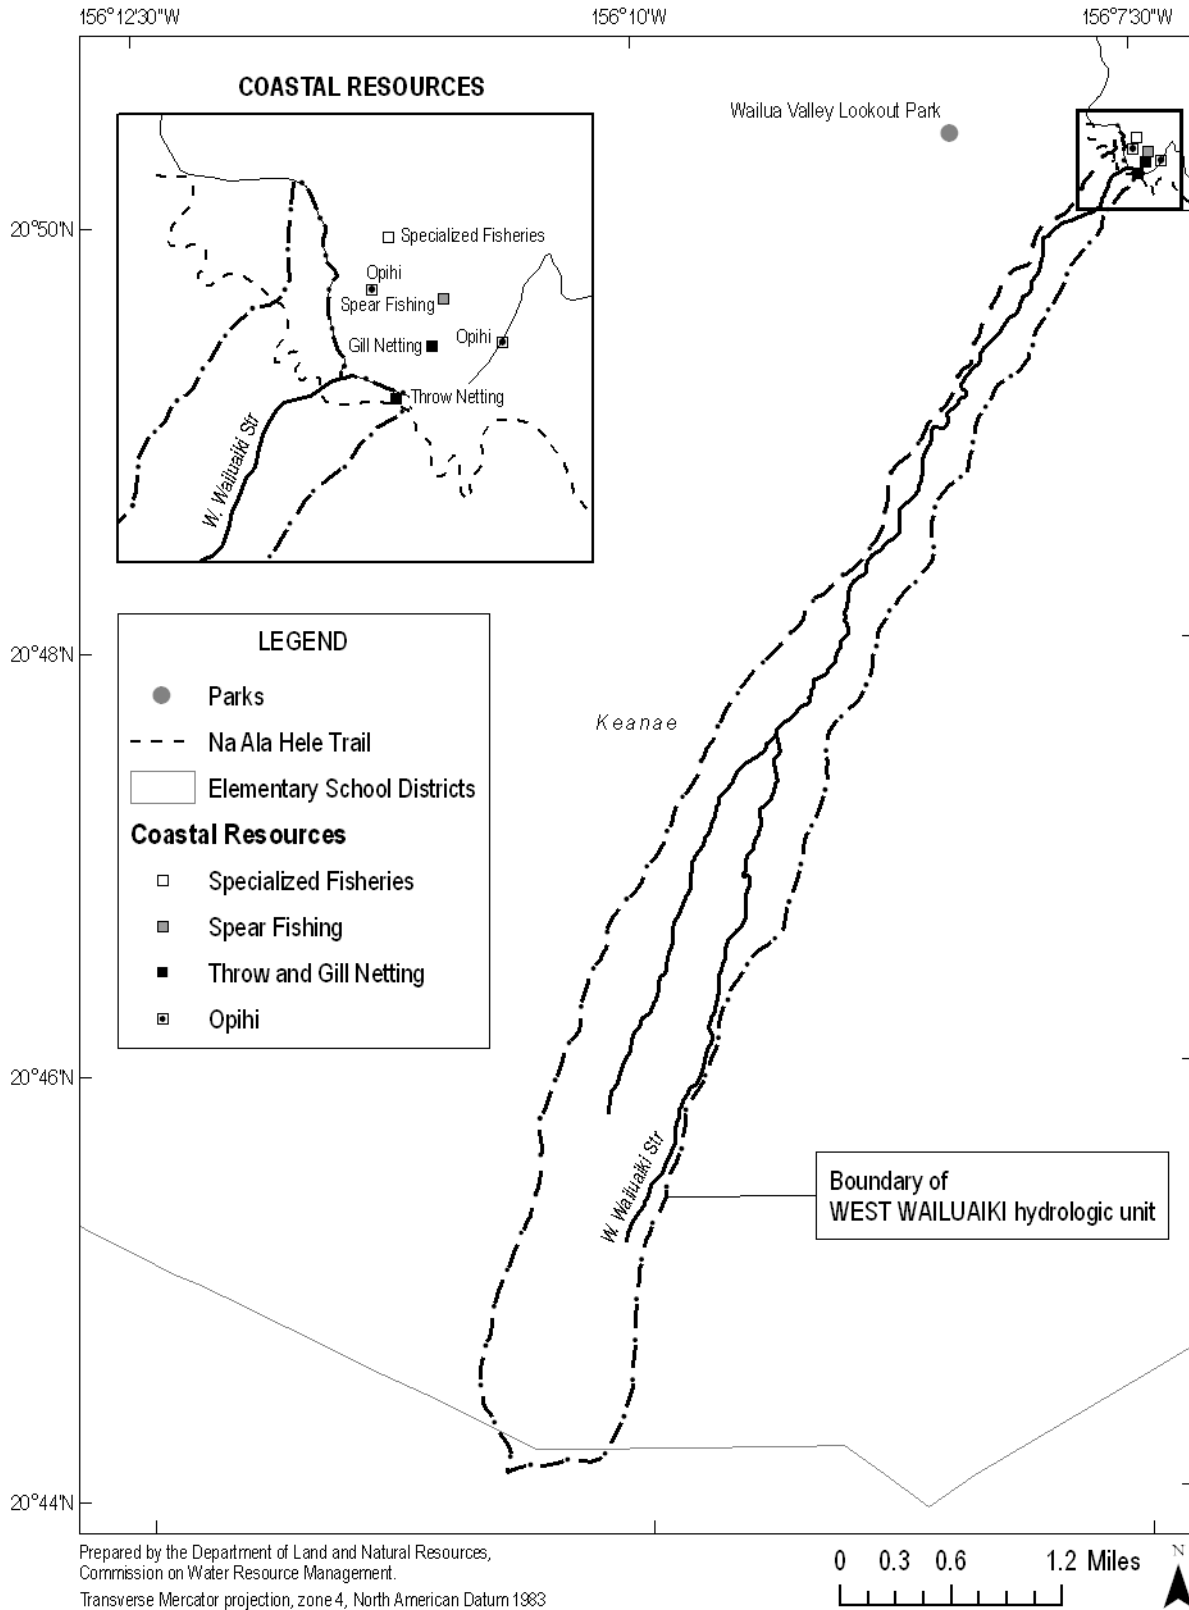 156°12'30"W
156°10'W
156°7'30"W
COASTAL RESOURCES
Wailua Valley Lookout Park
20°50'N
Specialized Fisheries
Opihi
Spear Fishing
Gill Netting
Opihi
Throw Netting
W. Wailuaiki Str
LEGEND
20°48'N
Parks
Na Ala Hele Trail
Elementary School Districts
Coastal Resources
Specialized Fisheries
Spear Fishing
Throw and Gill Netting
Opihi
Keanae
20°46'N
W. Wailuaiki Str
Boundary of
WEST WAILUAIKI hydrologic unit
20°44'N
Prepared by the Department of Land and Natural Resources,
Commission on Water Resource Management.
Transverse Mercator projection, zone 4, North American Datum 1983
0 0.3 0.6 1.2 Miles
N